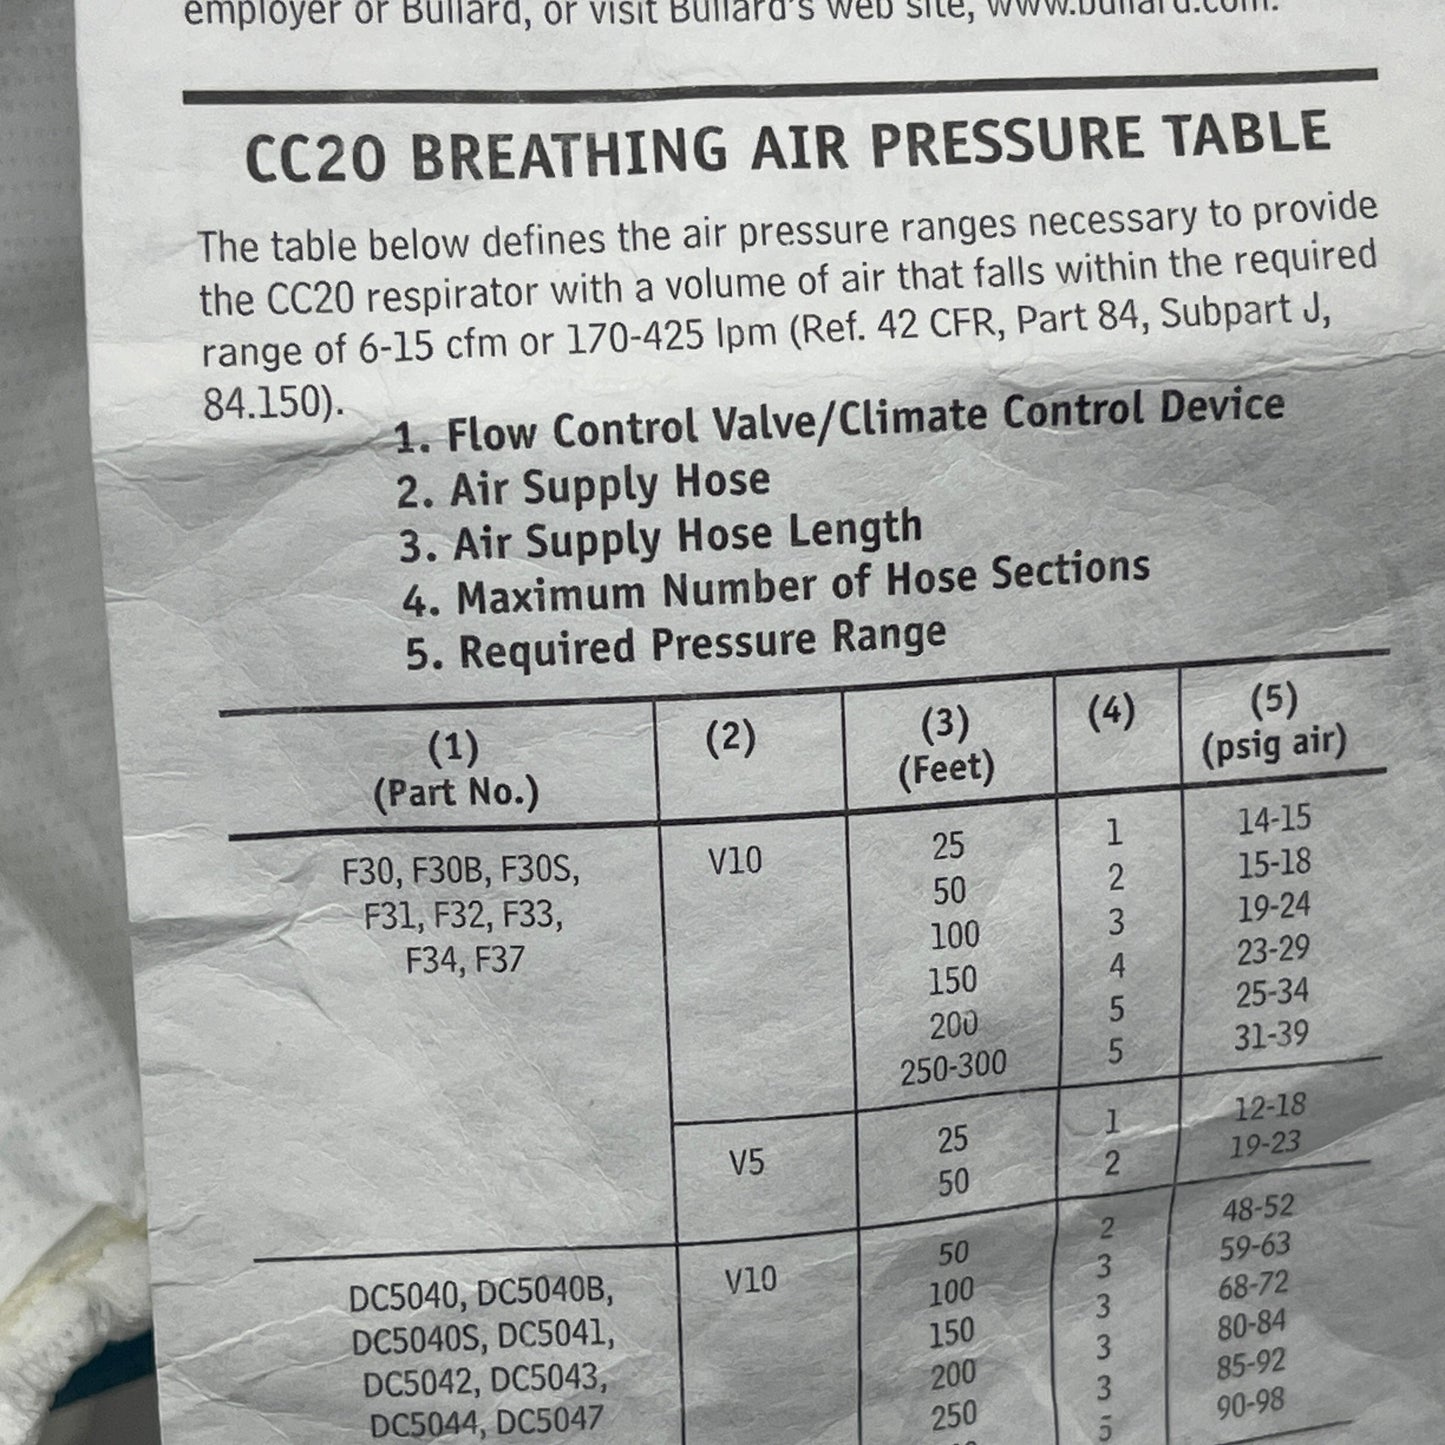 employer or Bullard, or visit Bullard's web site, www.bullard.com.
CC20 BREATHING AIR PRESSURE TABLE
The table below defines the air pressure ranges necessary to provide
the CC20 respirator with a volume of air that falls within the required
range of 6-15 cfm or 170-425 lpm (Ref. 42 CFR, Part 84, Subpart J,
84.150).
1. Flow Control Valve/Climate Control Device
2. Air Supply Hose
3. Air Supply Hose Length
4. Maximum Number of Hose Sections
5. Required Pressure Range
(1) (2) (3) (4) (5)
(Part No.) (Feet) (psig air)
F30, F30B, F30S, V10 25 1 14-15
F31, F32, F33, 50 2 15-18
F34, F37 100 3 19-24
150 4 23-29
200 5 25-34
250-300 5 31-39
V5 25 1 12-18
50 2 19-23
DC5040, DC5040B, V10 50 2 48-52
DC5040S, DC5041, 100 3 59-63
DC5042, DC5043, 150 3 68-72
DC5044, DC5047 200 3 80-84
250 3 85-92
5 90-98